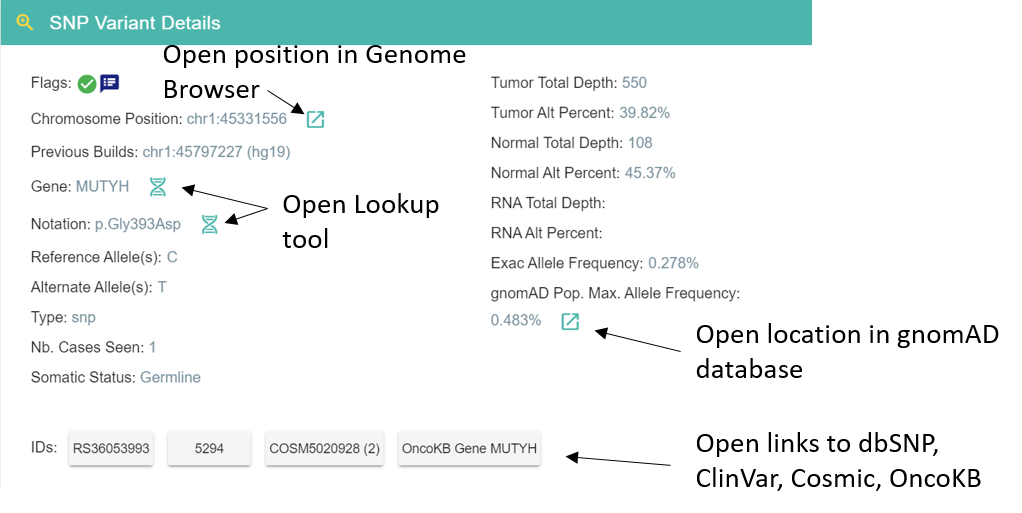 SNP Variant Details
Open position in Genome
Browser
Flags:
Chromosome Position: chr1:45331556
Previous Builds: chr1:45797227 (hg19)
Gene: MUTYH
Notation: p.Gly393Asp
Open Lookup
tool
Reference Allele(s): C
Alternate Allele(s): T
Type: snp
Nb. Cases Seen: 1
Somatic Status: Germline
Tumor Total Depth: 550
Tumor Alt Percent: 39.82%
Normal Total Depth: 108
Normal Alt Percent: 45.37%
RNA Total Depth:
RNA Alt Percent:
Exac Allele Frequency: 0.278%
gnomAD Pop. Max. Allele Frequency:
0.483%
Open location in gnomAD
database
IDs: RS36053993 5294 COSM5020928 (2) OncoKB Gene MUTYH
Open links to dbSNP,
ClinVar, Cosmic, OncoKB